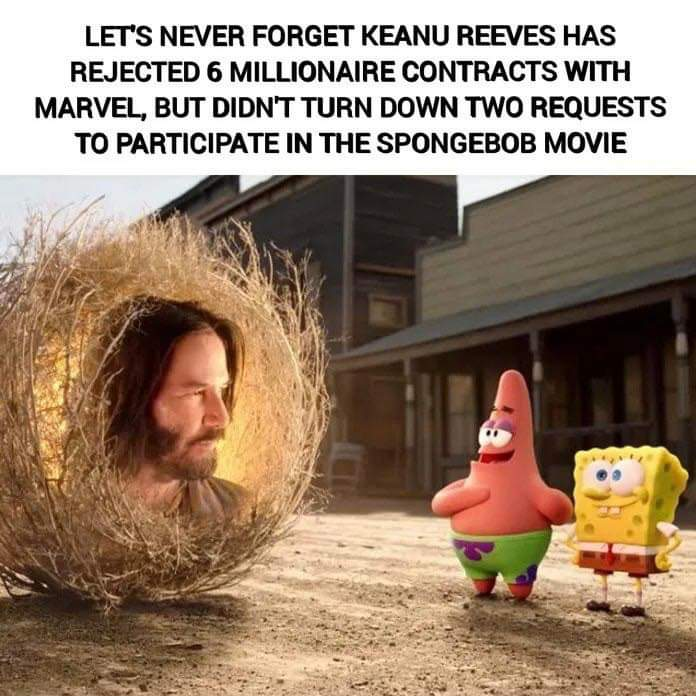 LET'S NEVER FORGET KEANU REEVES HAS
REJECTED 6 MILLIONAIRE CONTRACTS WITH
MARVEL, BUT DIDN'T TURN DOWN TWO REQUESTS
TO PARTICIPATE IN THE SPONGEBOB MOVIE